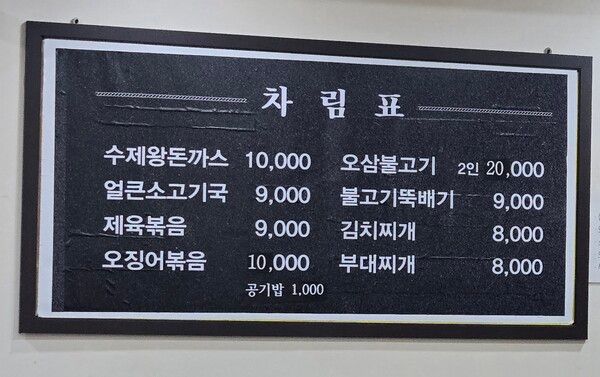 차림표
수제왕돈까스 10,000
얼큰소고기국 9,000
제육볶음 9,000
오징어볶음 10,000
공기밥 1,000
오삼불고기 2인 20,000
불고기뚝배기 9,000
김치찌개 8,000
부대찌개 8,000